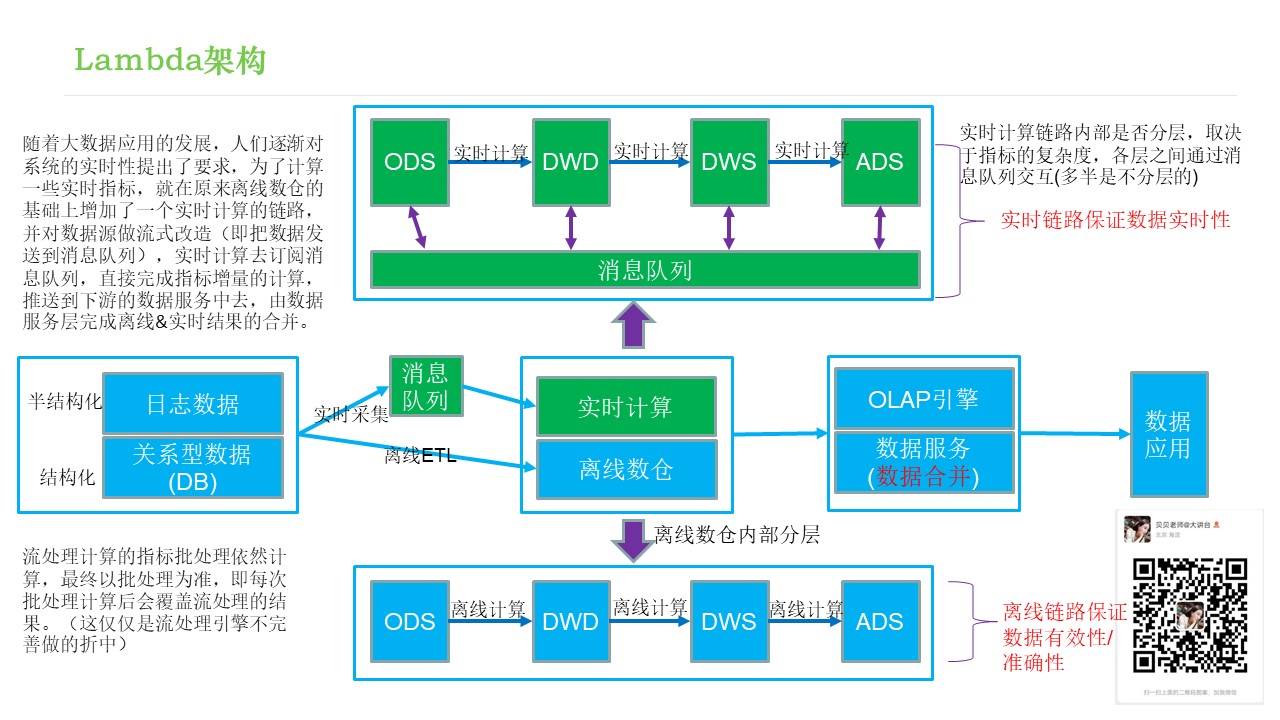 Lambda架构
随着大数据应用的发展，人们逐渐对
系统的实时性提出了要求，为了计算
一些实时指标，就在原来离线数仓的
基础上增加了一个实时计算的链路，
并对数据源做流式改造（即把数据发
送到消息队列），实时计算去订阅消
息队列，直接完成指标增量的计算，
推送到下游的数据服务中去，由数据
服务层完成离线&实时结果的合并。
ODS
实时计算
DWD
实时计算
DWS
实时计算
ADS
消息队列
实时计算链路内部是否分层，取决
于指标的复杂度，各层之间通过消
息队列交互(多半是不分层的)
实时链路保证数据实时性
半结构化
日志数据
结构化
关系型数据
(DB)
实时采集
离线ETL
消息
队列
实时计算
离线数仓
OLAP引擎
数据服务
(数据合并)
数据
应用
离线数仓内部分层
流处理计算的指标批处理依然计
算，最终以批处理为准，即每次
批处理计算后会覆盖流处理的结
果。（这仅仅是流处理引擎不完
善做的折中）
ODS
离线计算
DWD
离线计算
DWS
离线计算
ADS
离线链路保证
数据有效性/
准确性
贝贝老师@大讲台
北京 海淀
扫一扫上面的二维码图案，加我微信